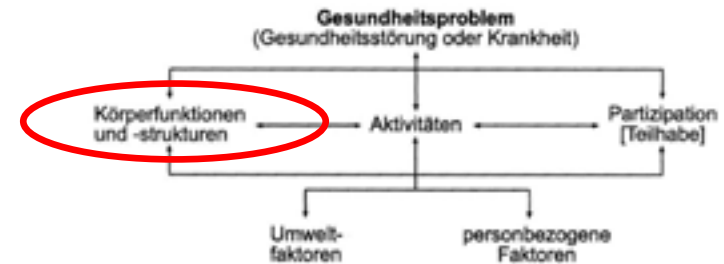 Gesundheitsproblem
(Gesundheitsstörung oder Krankheit)
Körperfunktionen
und -strukturen
Aktivitäten
Partizipation
[Teilhabe]
Umwelt-
faktoren
personbezogene
Faktoren